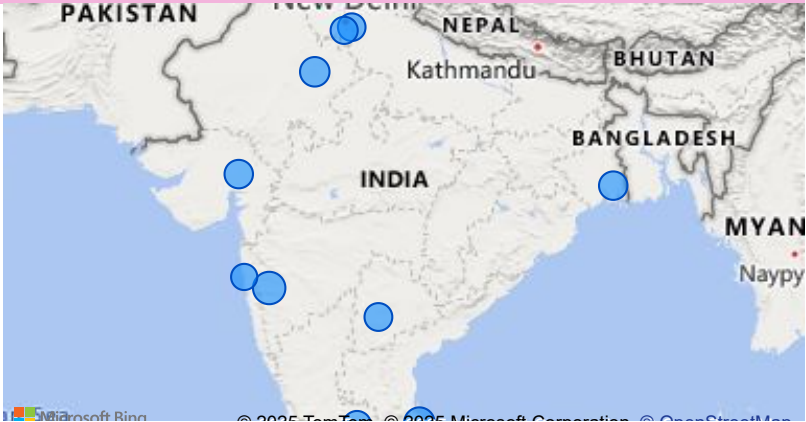 New Delhi
PAKISTAN
NEPAL
Kathmandu
BHUTAN
BANGLADESH
INDIA
MYAN
Naypy
Microsoft Bing
© 2025 TomTom, © 2025 Microsoft Corporation, © OpenStreetMap